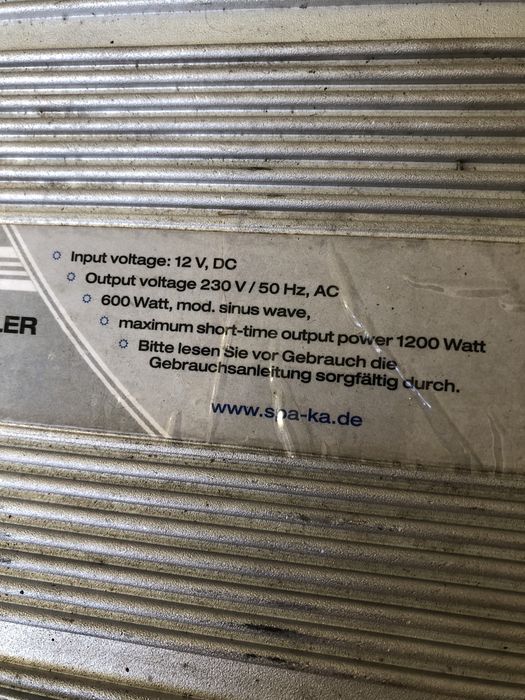 LER
Input voltage: 12 V, DC
Output voltage 230 V / 50 Hz, AC
600 Watt, mod. sinus wave,
maximum short-time output power 1200 Watt
Bitte lesen Sie vor Gebrauch die
Gebrauchsanleitung sorgfältig durch.
www.spa-ka.de